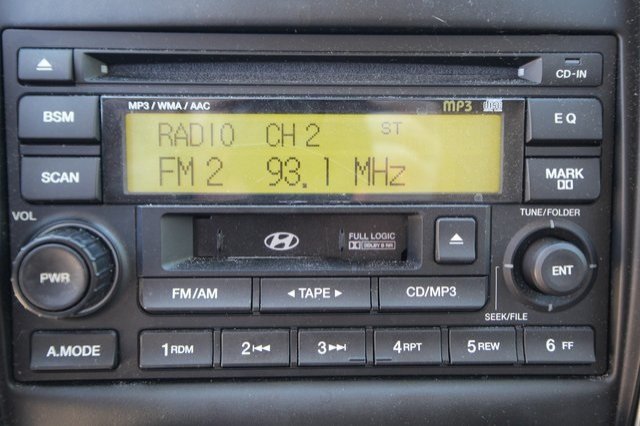 CD-IN
MP3 / WMA / AAC
MP3
BSM
RADIO CH 2 ST
EQ
FM 2 93.1 MHz
SCAN
MARK
VOL
TUNE/FOLDER
FULL LOGIC
DOLBY B NR
PWR
ENT
FM/AM
TAPE
CD/MP3
SEEK/FILE
A.MODE
1 RDM
2
3
4 RPT
5 REW
6 FF